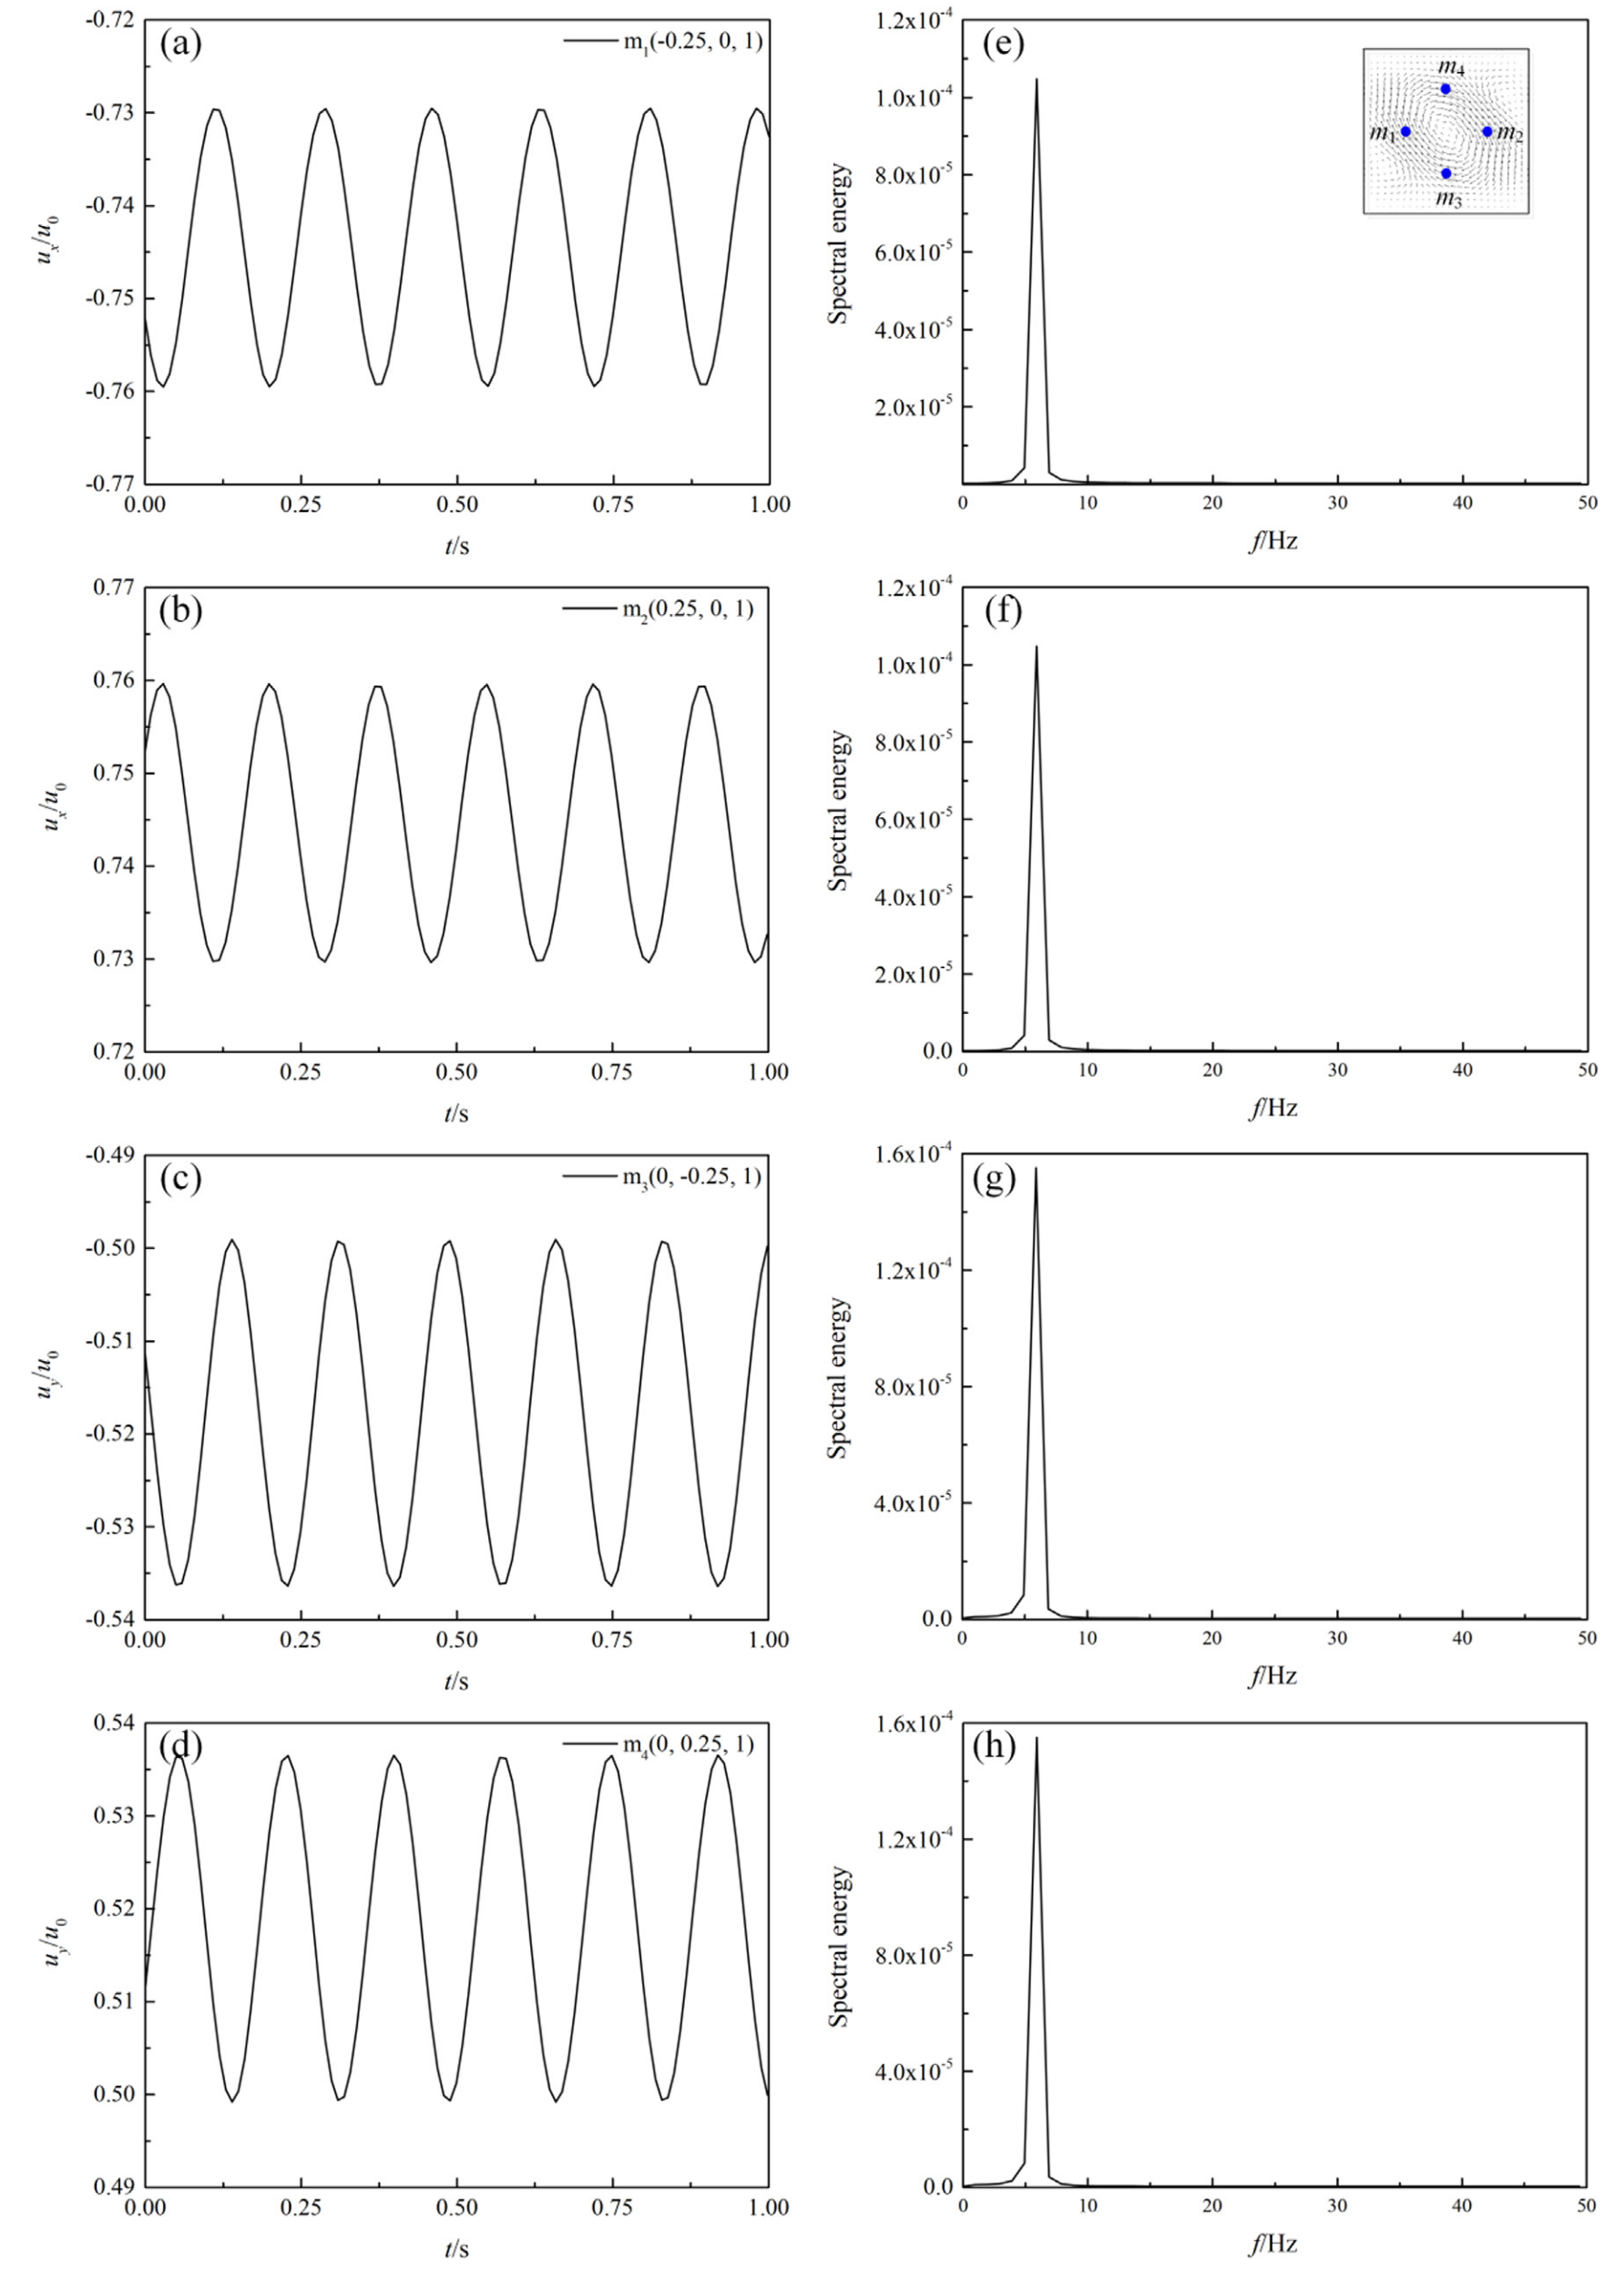 (a)
m₁(-0.25, 0, 1)
-0.72
-0.73
-0.74
-0.75
-0.76
-0.77
uₓ/u₀
0.00 0.25 0.50 0.75 1.00
t/s
(e)
1.2x10⁻⁴
1.0x10⁻⁴
8.0x10⁻⁵
6.0x10⁻⁵
4.0x10⁻⁵
2.0x10⁻⁵
Spectral energy
m₄
m₁ m₂
m₃
0 10 20 30 40 50
f/Hz
(b)
m₂(0.25, 0, 1)
0.77
0.76
0.75
0.74
0.73
0.72
uₓ/u₀
0.00 0.25 0.50 0.75 1.00
t/s
(f)
1.2x10⁻⁴
1.0x10⁻⁴
8.0x10⁻⁵
6.0x10⁻⁵
4.0x10⁻⁵
2.0x10⁻⁵
0.0
Spectral energy
0 10 20 30 40 50
f/Hz
(c)
m₃(0, -0.25, 1)
-0.49
-0.50
-0.51
-0.52
-0.53
-0.54
u_y/u₀
0.00 0.25 0.50 0.75 1.00
t/s
(g)
1.6x10⁻⁴
1.2x10⁻⁴
8.0x10⁻⁵
4.0x10⁻⁵
0.0
Spectral energy
0 10 20 30 40 50
f/Hz
(d)
m₄(0, 0.25, 1)
0.54
0.53
0.52
0.51
0.50
0.49
u_y/u₀
0.00 0.25 0.50 0.75 1.00
t/s
(h)
1.6x10⁻⁴
1.2x10⁻⁴
8.0x10⁻⁵
4.0x10⁻⁵
0.0
Spectral energy
0 10 20 30 40 50
f/Hz